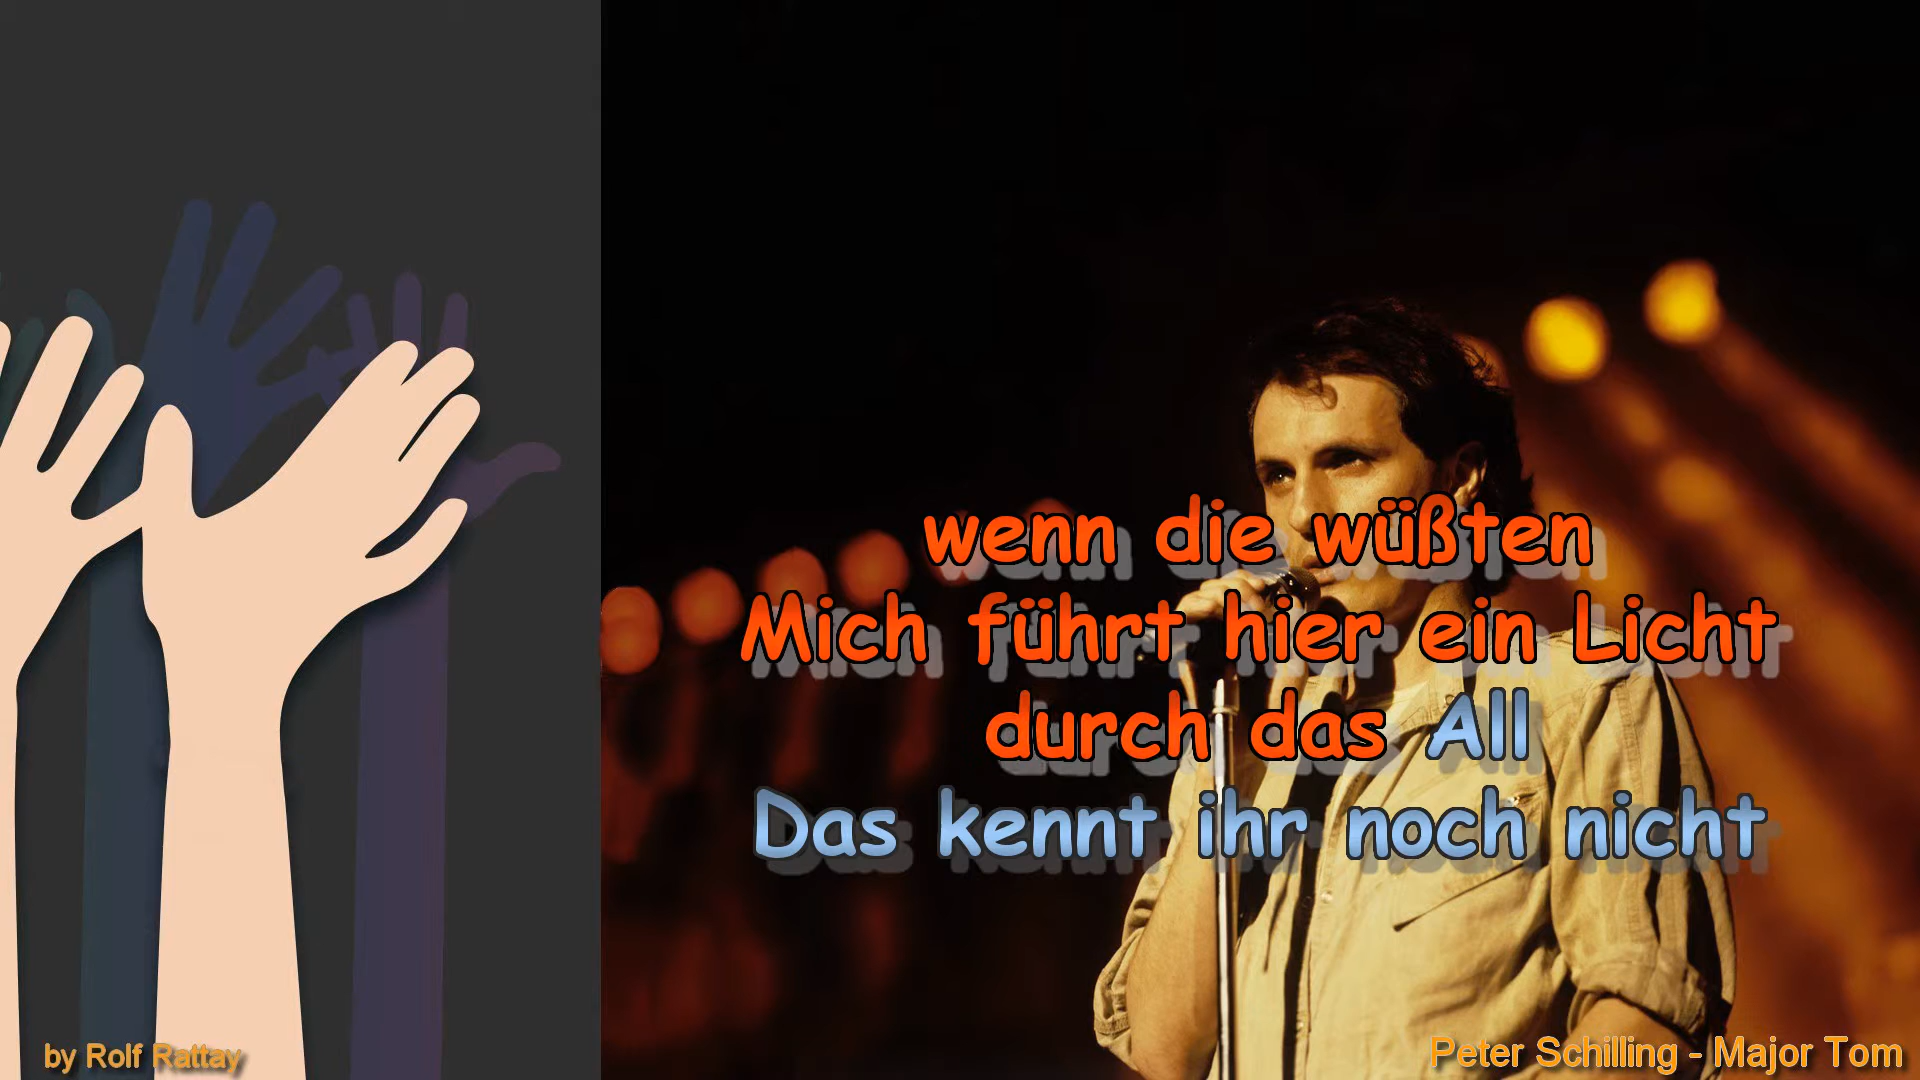 wenn die wüßten
Mich führt hier ein Licht
durch das All
Das kennt ihr noch nicht
by Rolf Rattay
Peter Schilling - Major Tom